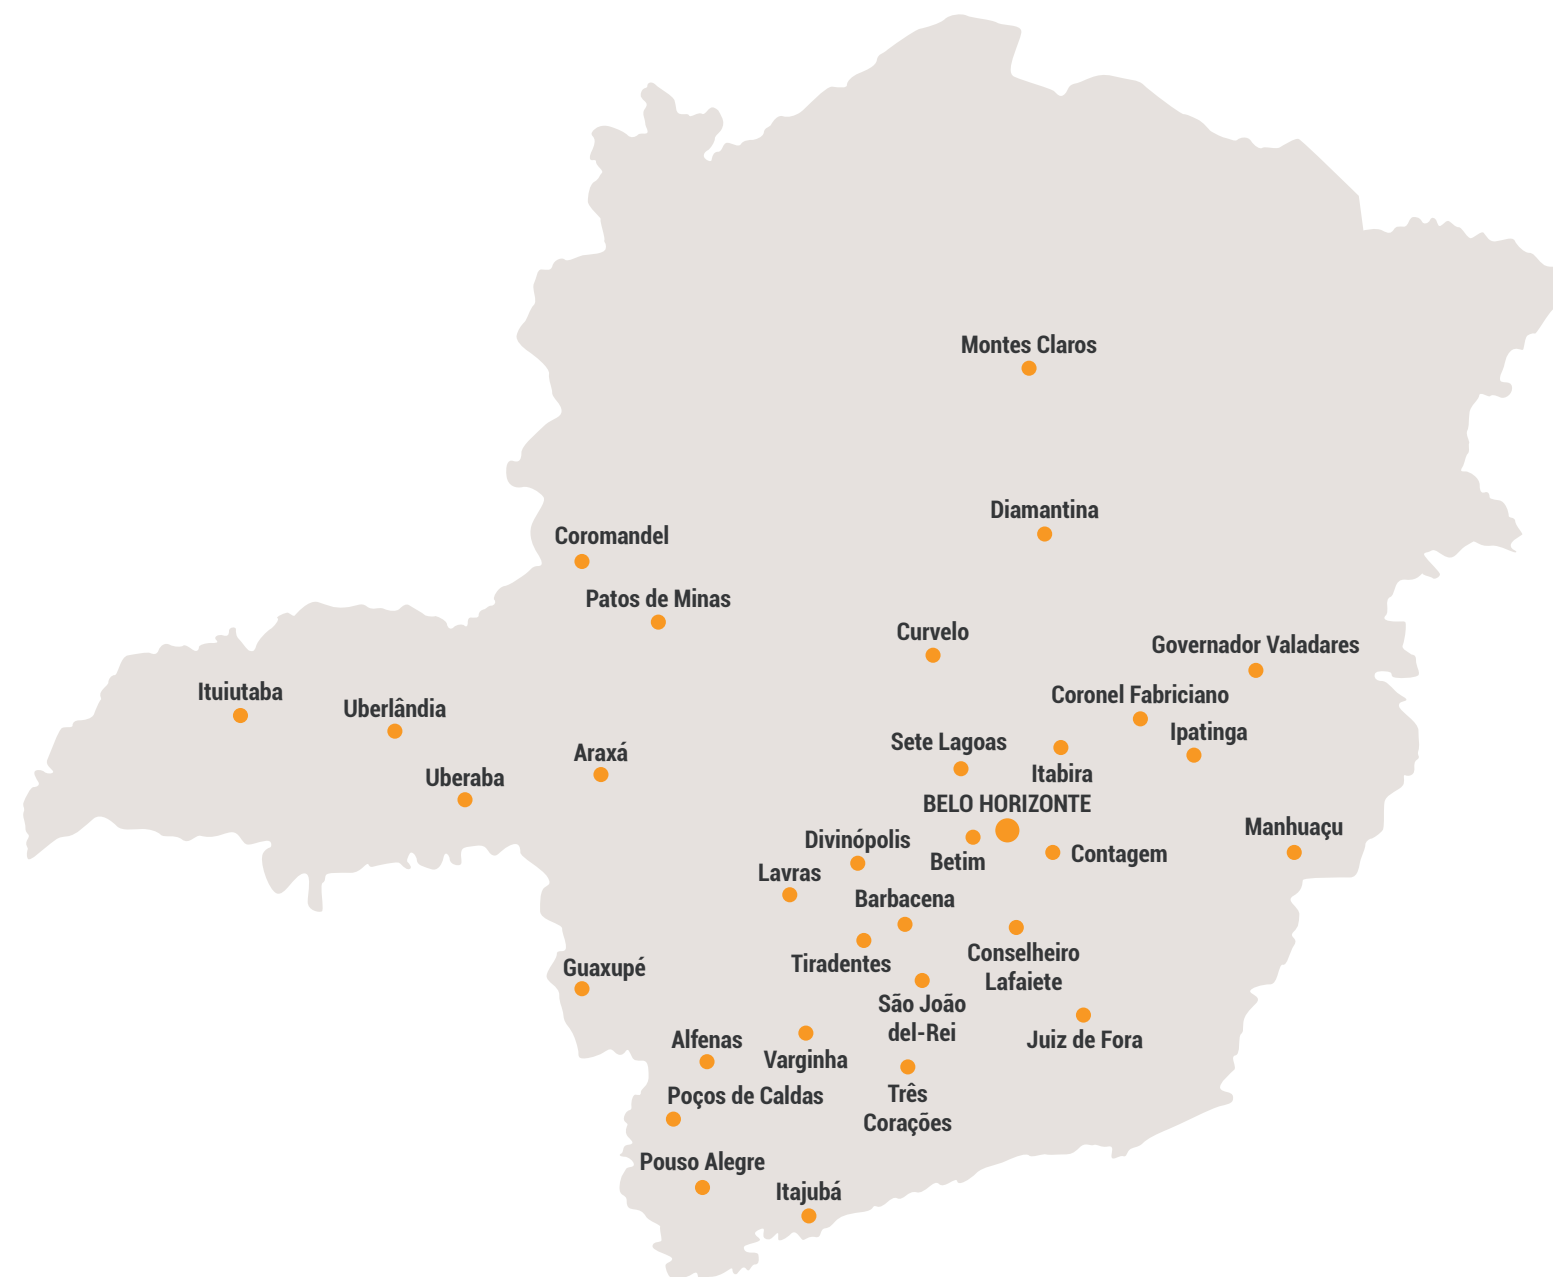 Montes Claros
Diamantina
Coromandel
Patos de Minas
Curvelo
Governador Valadares
Ituiutaba
Uberlândia
Coronel Fabriciano
Ipatinga
Sete Lagoas
Araxá
Itabira
Uberaba
BELO HORIZONTE
Manhuaçu
Divinópolis
Contagem
Betim
Lavras
Barbacena
Conselheiro
Lafaiete
Tiradentes
Guaxupé
São João
del-Rei
Juiz de Fora
Alfenas
Varginha
Três
Corações
Poços de Caldas
Pouso Alegre
Itajubá